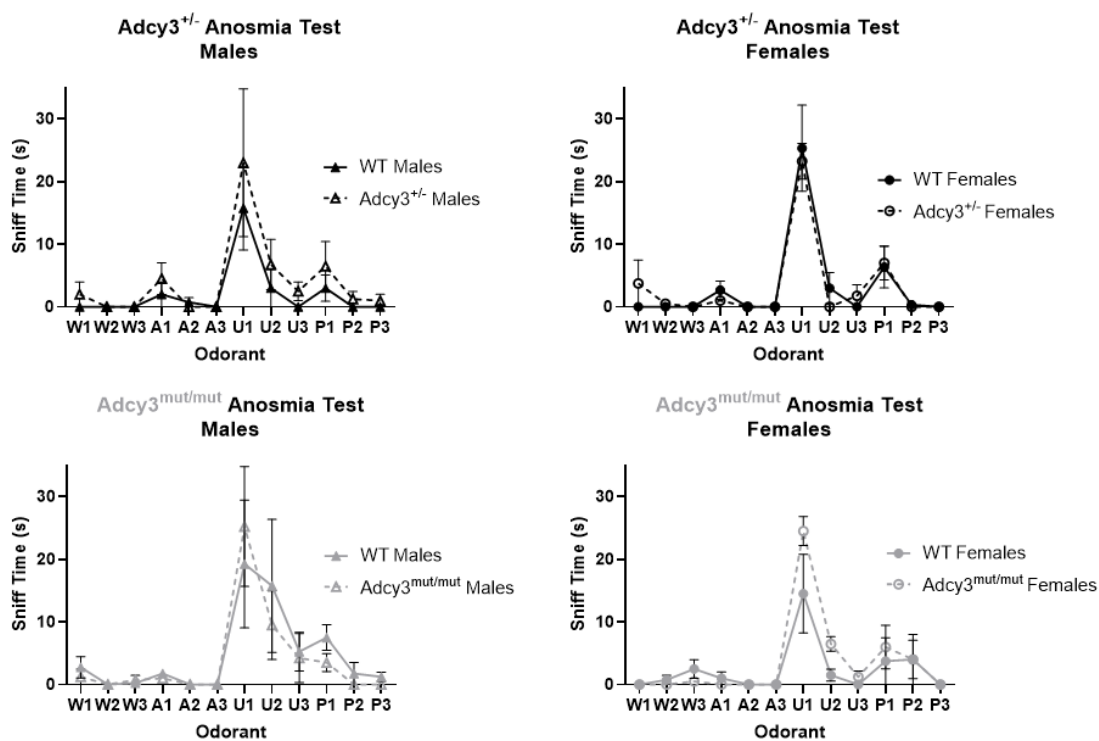 Adcy3+/- Anosmia Test
Males
Sniff Time (s)
30
20
10
0
WT Males
Adcy3+/- Males
W1 W2 W3 A1 A2 A3 U1 U2 U3 P1 P2 P3
Odorant
Adcy3+/- Anosmia Test
Females
Sniff Time (s)
30
20
10
0
WT Females
Adcy3+/- Females
W1 W2 W3 A1 A2 A3 U1 U2 U3 P1 P2 P3
Odorant
Adcy3mut/mut Anosmia Test
Males
Sniff Time (s)
30
20
10
0
WT Males
Adcy3mut/mut Males
W1 W2 W3 A1 A2 A3 U1 U2 U3 P1 P2 P3
Odorant
Adcy3mut/mut Anosmia Test
Females
Sniff Time (s)
30
20
10
0
WT Females
Adcy3mut/mut Females
W1 W2 W3 A1 A2 A3 U1 U2 U3 P1 P2 P3
Odorant